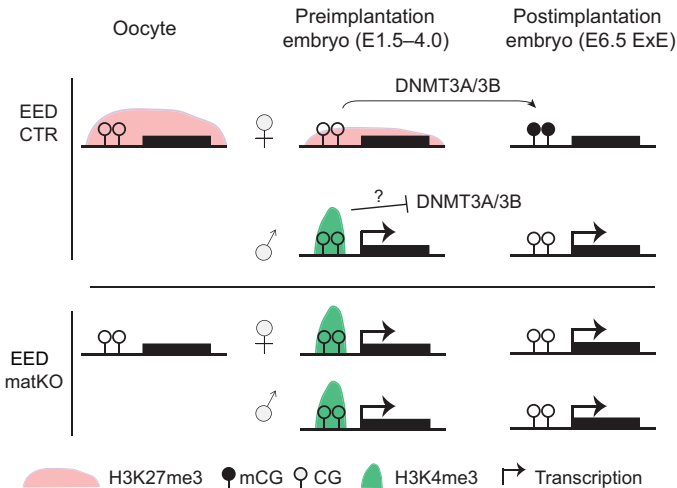 Oocyte
Preimplantation
embryo (E1.5–4.0)
Postimplantation
embryo (E6.5 ExE)
EED
CTR
DNMT3A/3B
?
DNMT3A/3B
EED
matKO
H3K27me3
mCG
CG
H3K4me3
Transcription